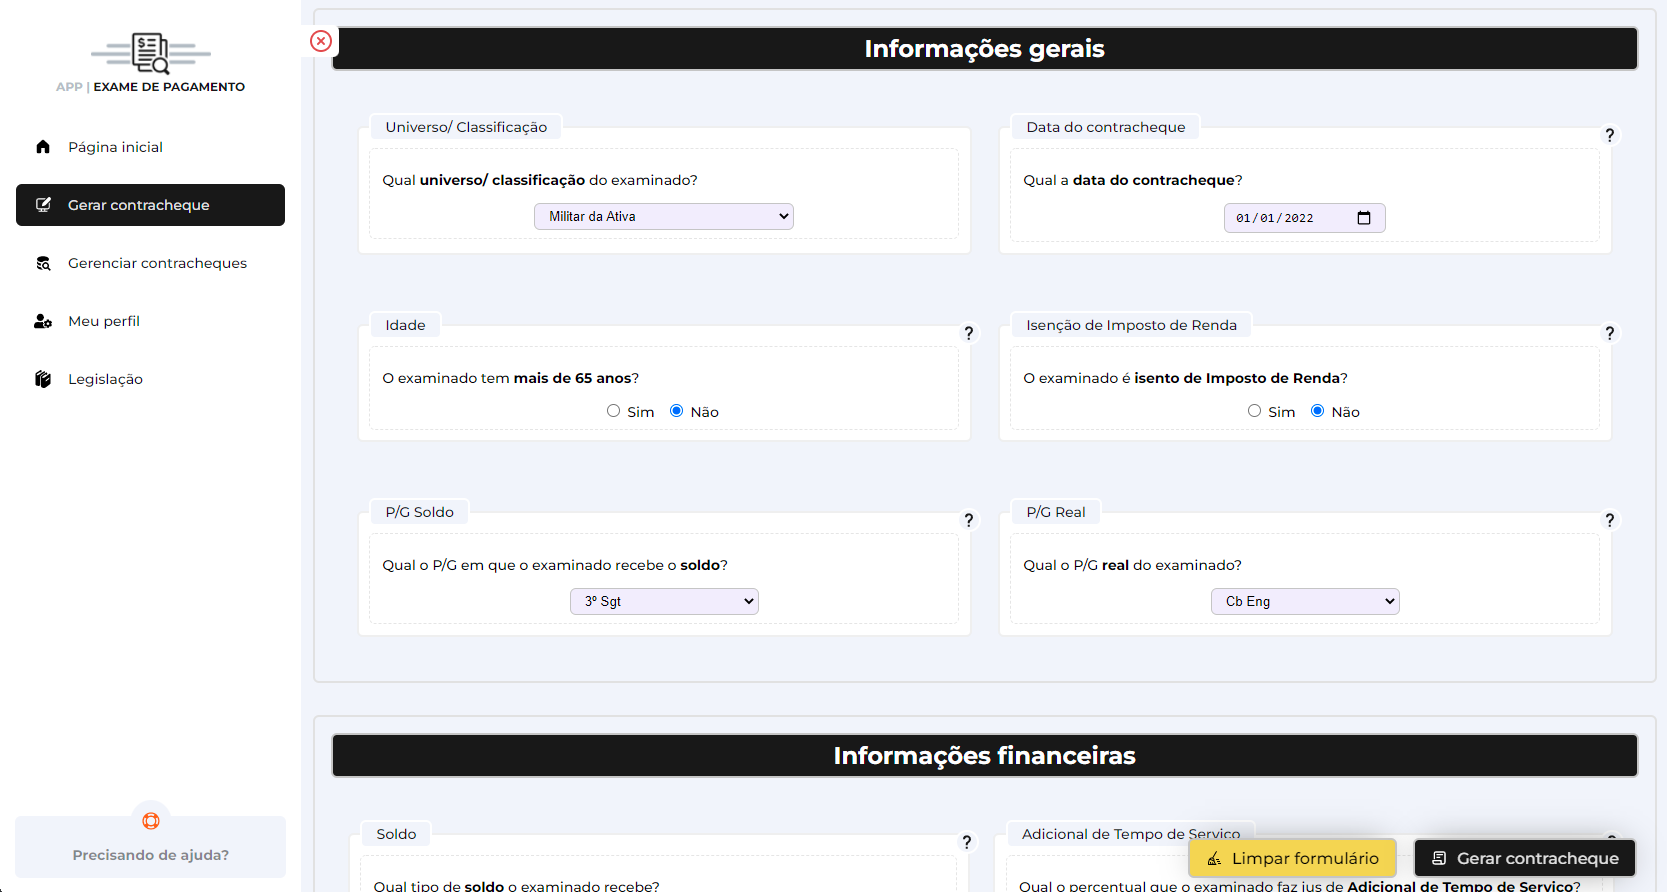 APP | EXAME DE PAGAMENTO
Página inicial
Gerar contracheque
Gerenciar contracheques
Meu perfil
Legislação
Precisando de ajuda?
Informações gerais
Universo/ Classificação
Qual universo/ classificação do examinado?
Militar da Ativa
Data do contracheque
?
Qual a data do contracheque?
01/01/2022
Idade
?
O examinado tem mais de 65 anos?
Sim Não
Isenção de Imposto de Renda
?
O examinado é isento de Imposto de Renda?
Sim Não
P/G Soldo
?
Qual o P/G em que o examinado recebe o soldo?
3º Sgt
P/G Real
?
Qual o P/G real do examinado?
Cb Eng
Informações financeiras
Soldo
?
Qual tipo de soldo o examinado recebe?
Adicional de Tempo de Serviço
?
Qual o percentual que o examinado faz jus de Adicional de Tempo de Serviço?
Limpar formulário
Gerar contracheque